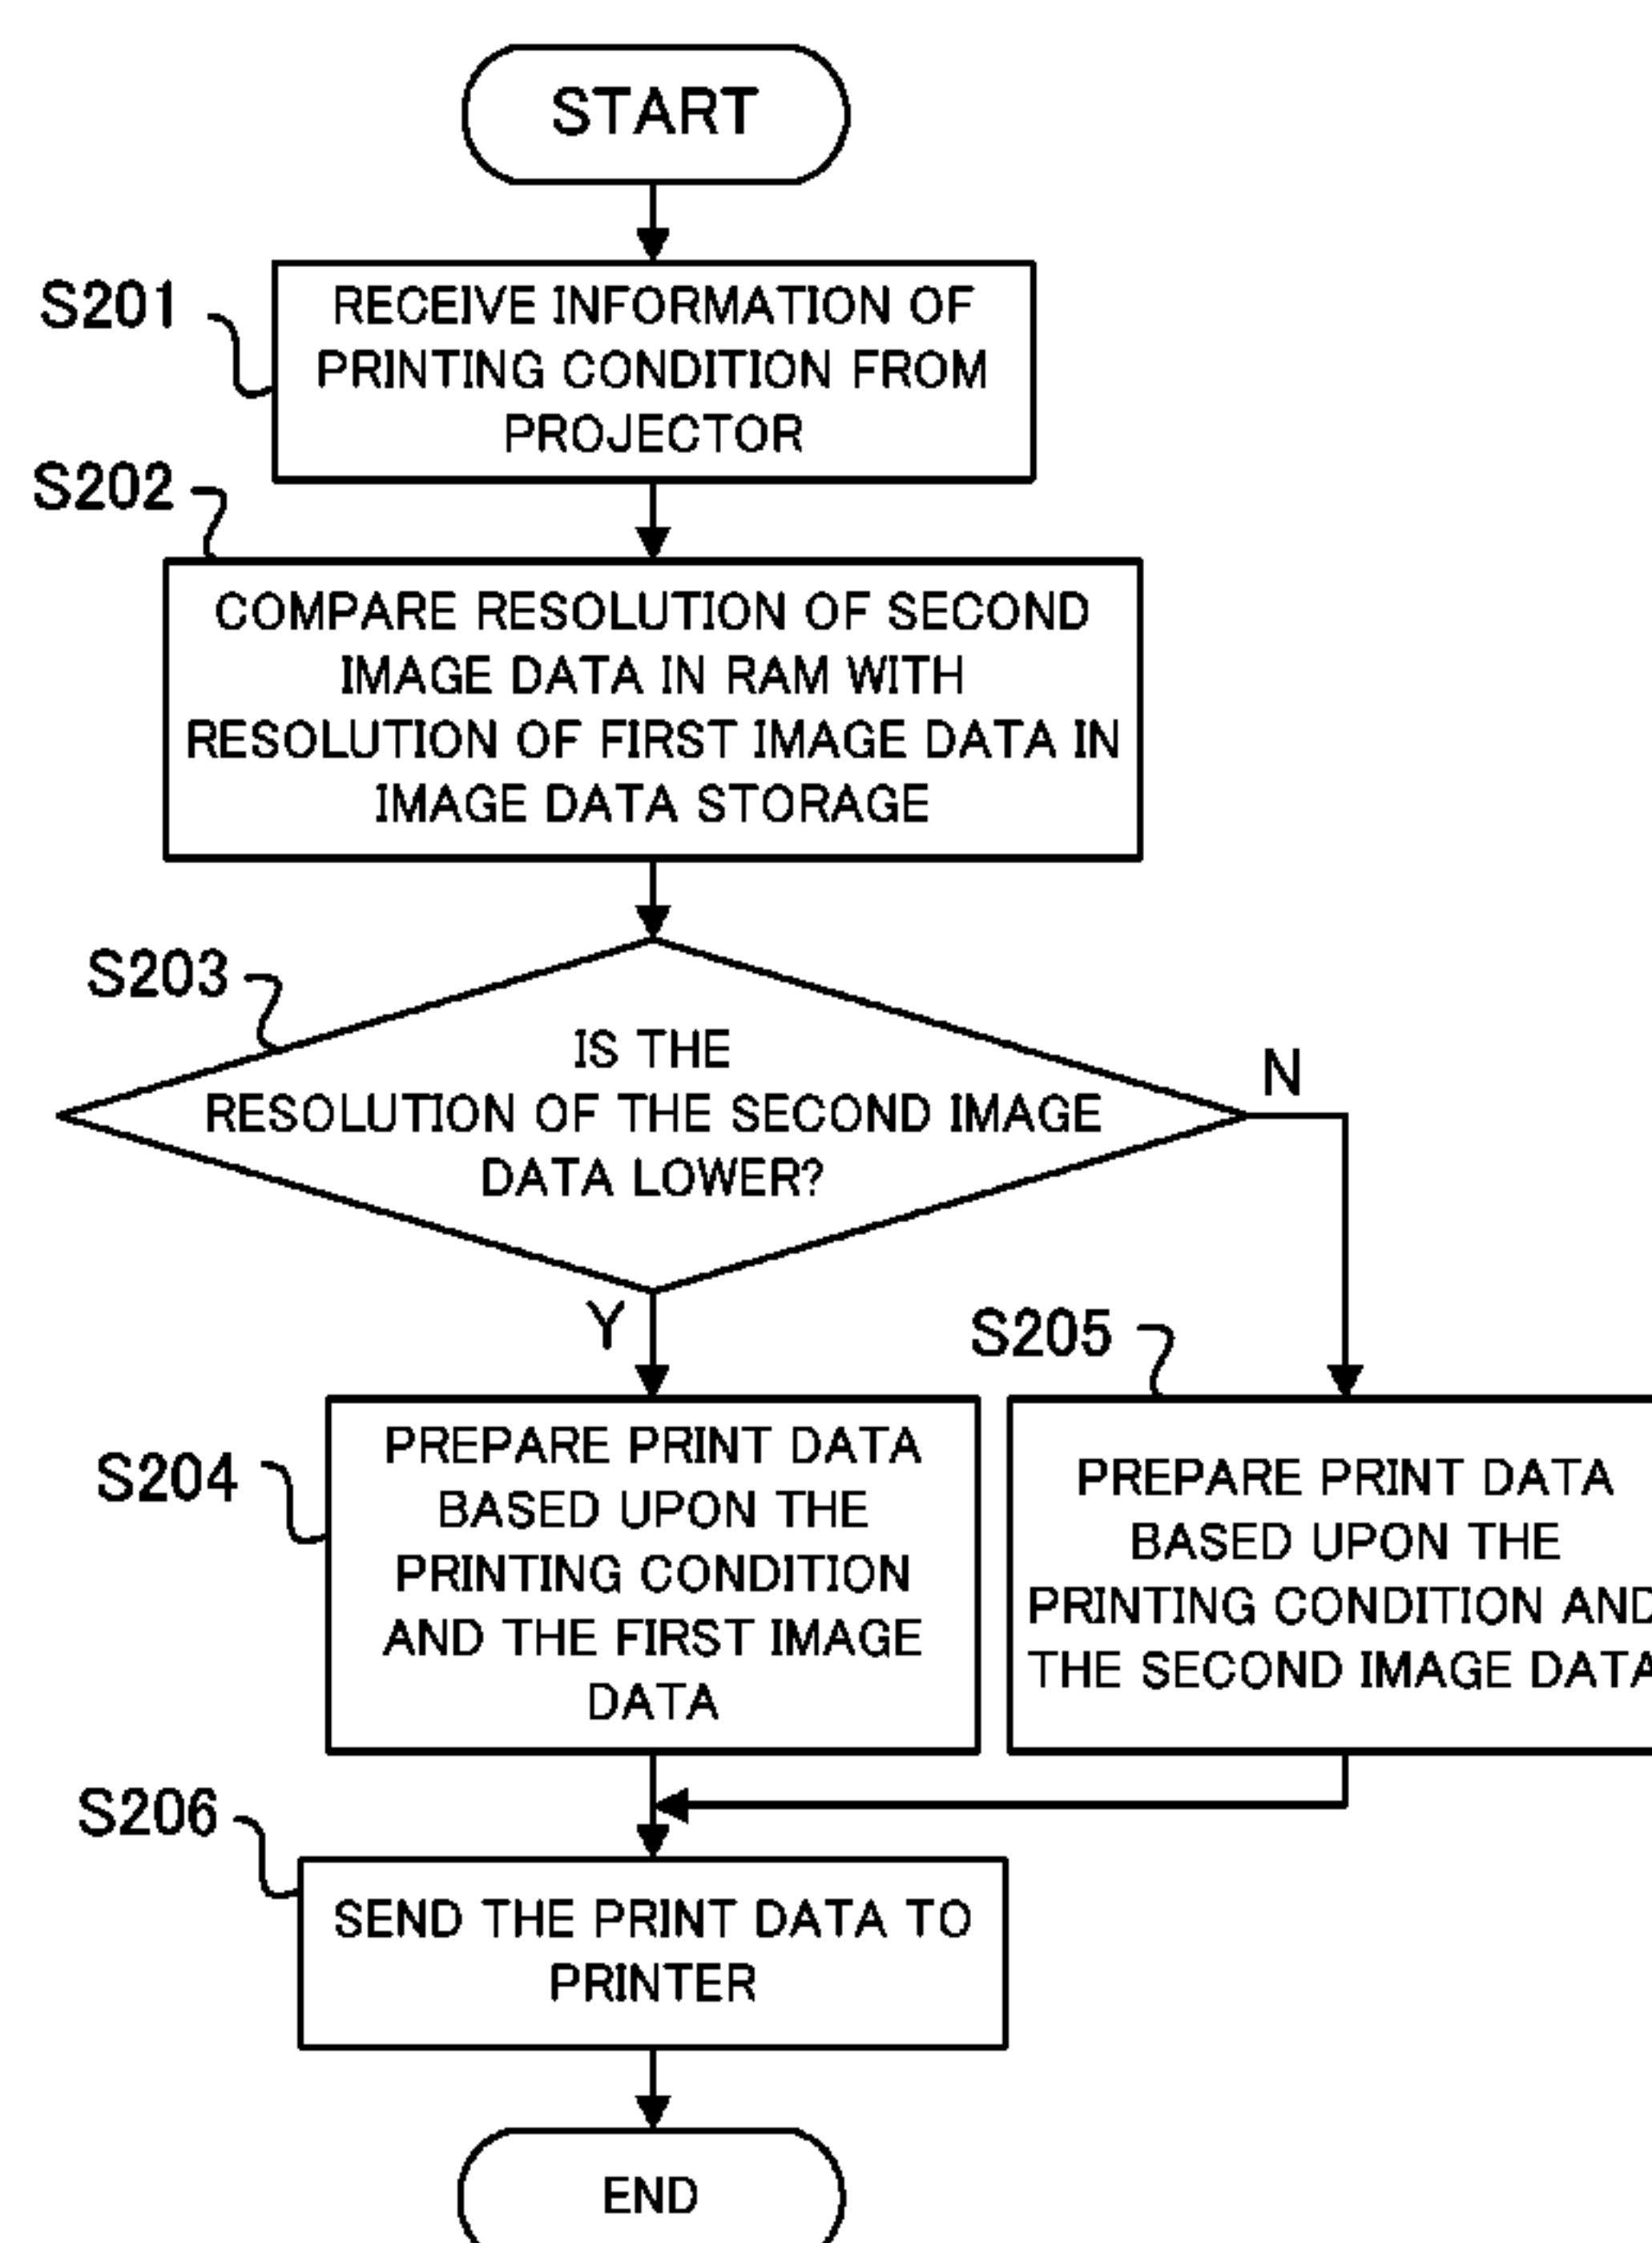 START
S201
RECEIVE INFORMATION OF
PRINTING CONDITION FROM
PROJECTOR
S202
COMPARE RESOLUTION OF SECOND
IMAGE DATA IN RAM WITH
RESOLUTION OF FIRST IMAGE DATA IN
IMAGE DATA STORAGE
S203
IS THE
RESOLUTION OF THE SECOND IMAGE
DATA LOWER?
N
Y
S204
PREPARE PRINT DATA
BASED UPON THE
PRINTING CONDITION
AND THE FIRST IMAGE
DATA
S205
PREPARE PRINT DATA
BASED UPON THE
PRINTING CONDITION AND
THE SECOND IMAGE DATA
S206
SEND THE PRINT DATA TO
PRINTER
END